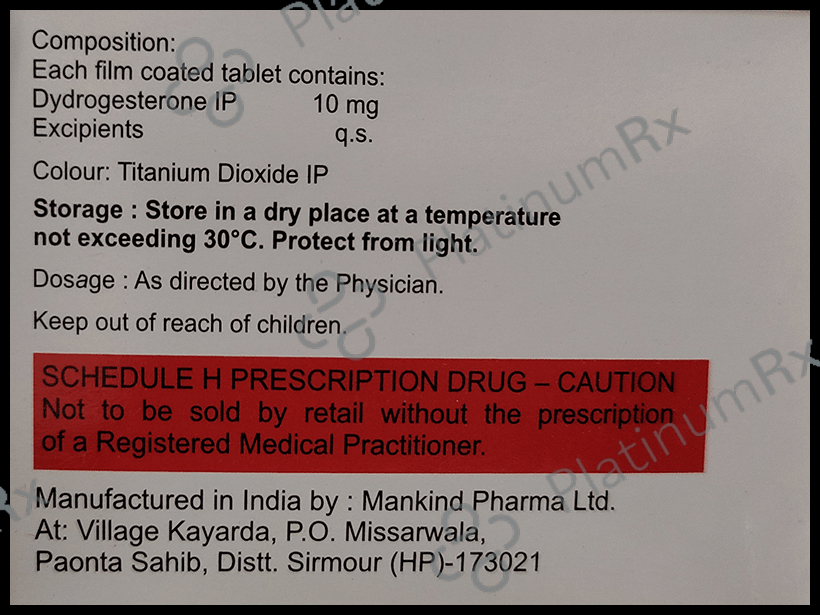 Composition:
Each film coated tablet contains:
Dydrogesterone IP 10 mg
Excipients q.s.
Colour: Titanium Dioxide IP
Storage : Store in a dry place at a temperature
not exceeding 30°C. Protect from light.
Dosage : As directed by the Physician.
Keep out of reach of children.
SCHEDULE H PRESCRIPTION DRUG – CAUTION
Not to be sold by retail without the prescription
of a Registered Medical Practitioner.
Manufactured in India by : Mankind Pharma Ltd.
At: Village Kayarda, P.O. Missarwala,
Paonta Sahib, Distt. Sirmour (HP)-173021
PlatinumRx
PlatinumRx